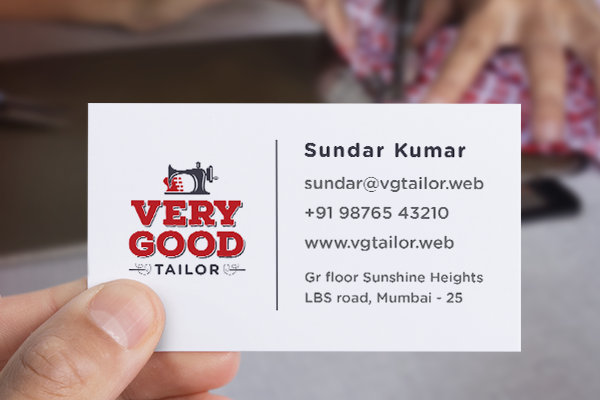 VERY
GOOD
TAILOR
Sundar Kumar
sundar@vgtailor.web
+91 98765 43210
www.vgtailor.web
Gr floor Sunshine Heights
LBS road, Mumbai - 25